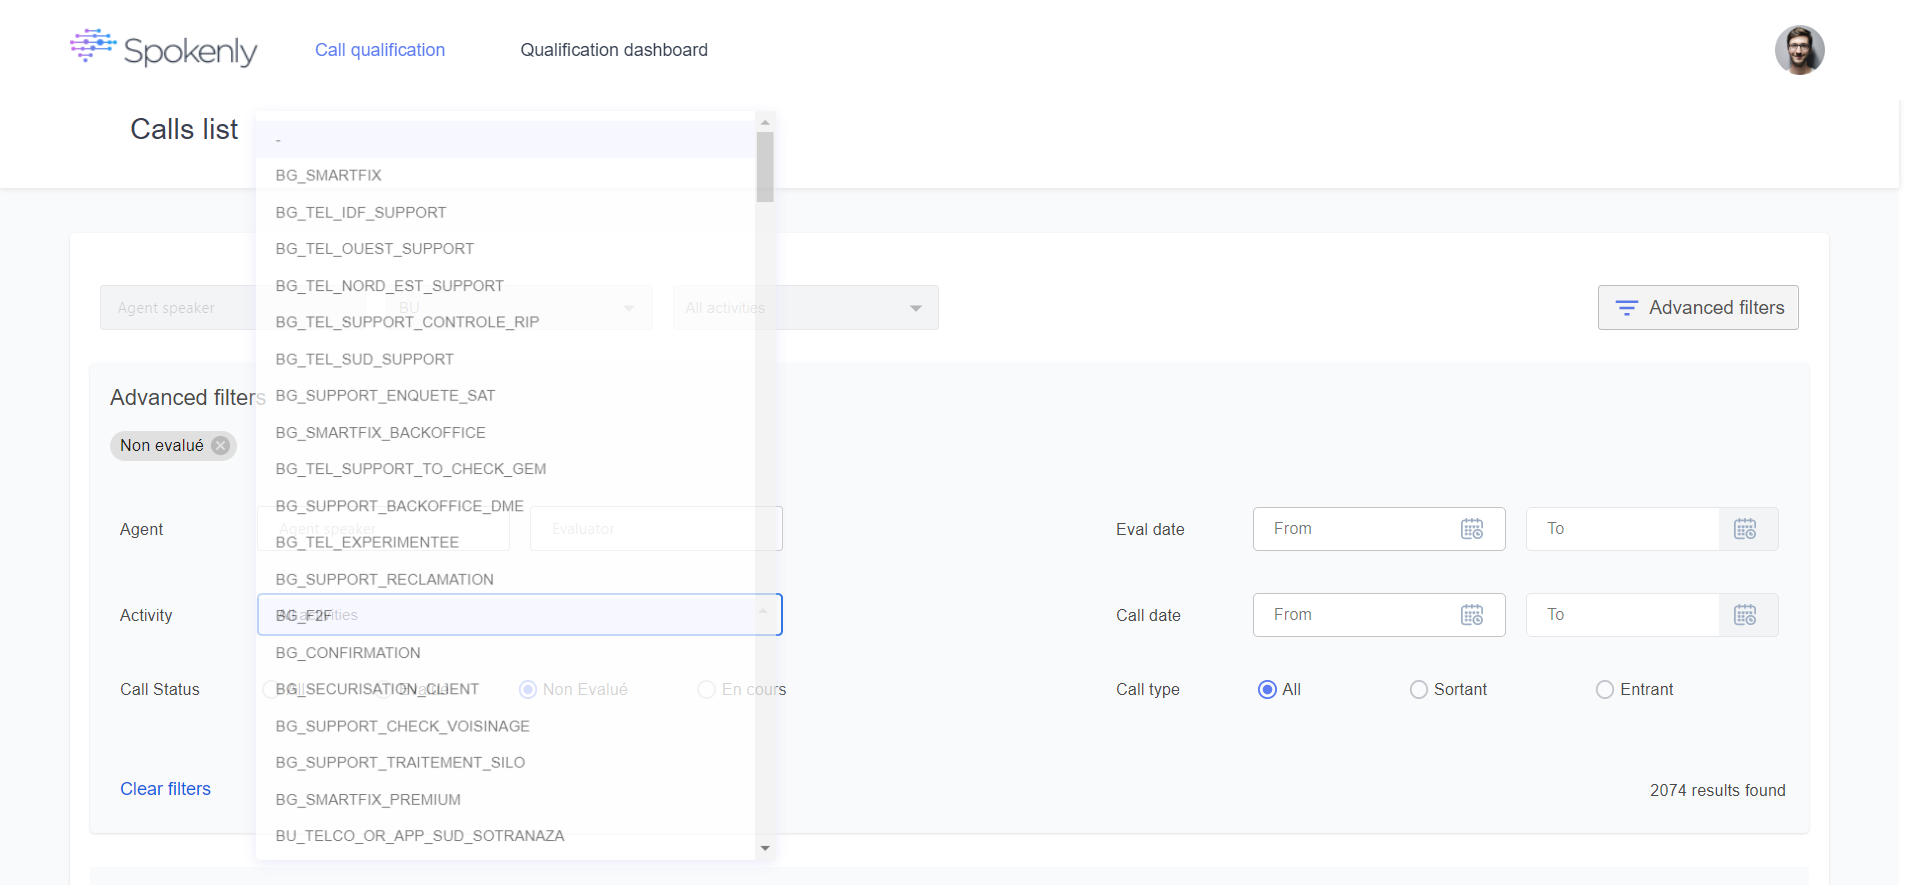 Spokenly
Call qualification
Qualification dashboard
Calls list
-
BG_SMARTFIX
BG_TEL_IDF_SUPPORT
BG_TEL_OUEST_SUPPORT
BG_TEL_NORD_EST_SUPPORT
Agent speaker
BU
All activities
Advanced filters
BG_TEL_SUPPORT_CONTROLE_RIP
BG_TEL_SUD_SUPPORT
Advanced filters
BG_SUPPORT_ENQUETE_SAT
BG_SMARTFIX_BACKOFFICE
Non evalué
BG_TEL_SUPPORT_TO_CHECK_GEM
BG_SUPPORT_BACKOFFICE_DME
Agent
Agent speaker
Evaluator
Eval date
From
To
BG_TEL_EXPERIMENTEE
BG_SUPPORT_RECLAMATION
Activity
BG_F2F
All activities
Call date
From
To
BG_CONFIRMATION
Call Status
All
Evalué
BG_SECURISATION_CLIENT
Non Evalué
En cours
Call type
All
Sortant
Entrant
BG_SUPPORT_CHECK_VOISINAGE
BG_SUPPORT_TRAITEMENT_SILO
Clear filters
2074 results found
BG_SMARTFIX_PREMIUM
BU_TELCO_OR_APP_SUD_SOTRANAZA